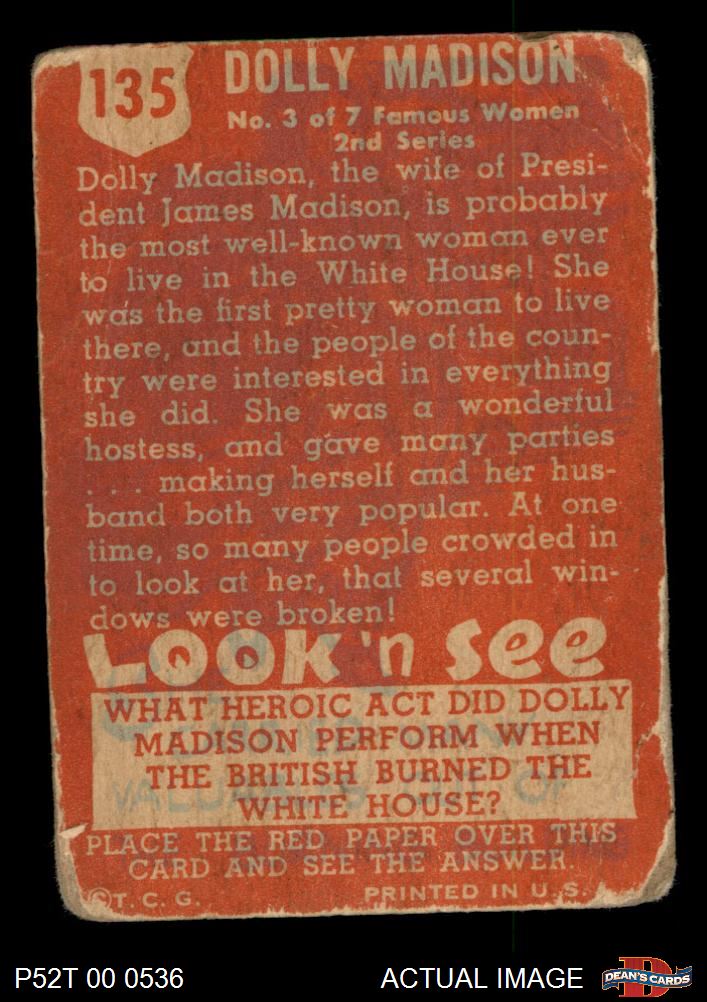 135
DOLLY MADISON
No. 3 of 7 Famous Women
2nd Series
Dolly Madison, the wife of Presi-
dent James Madison, is probably
the most well-known woman ever
to live in the White House! She
was the first pretty woman to live
there, and the people of the coun-
try were interested in everything
she did. She was a wonderful
hostess, and gave many parties
. . . making herself and her hus-
band both very popular. At one
time, so many people crowded in
to look at her, that several win-
dows were broken!
LOOK 'n SEE
WHAT HEROIC ACT DID DOLLY
MADISON PERFORM WHEN
THE BRITISH BURNED THE
WHITE HOUSE?
PLACE THE RED PAPER OVER THIS
CARD AND SEE THE ANSWER.
© T. C. G. PRINTED IN U. S.
P52T 00 0536 ACTUAL IMAGE DEAN'S CARDS